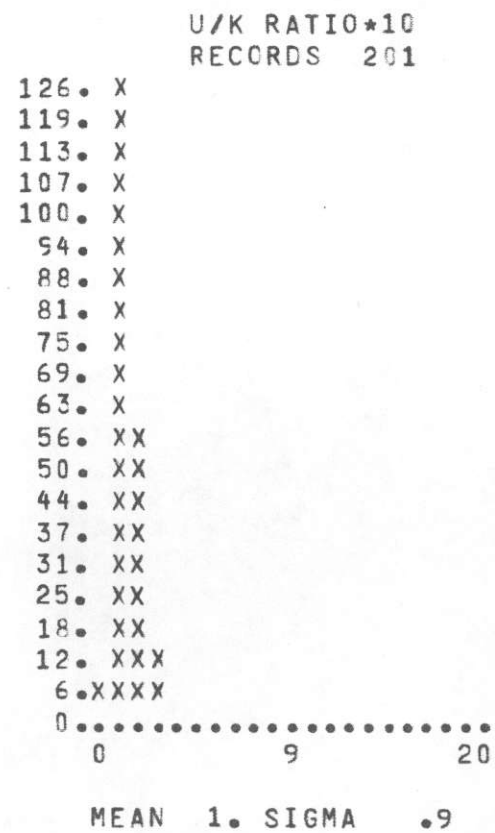 U/K RATIO*10
RECORDS 201
126. X
119. X
113. X
107. X
100. X
94. X
88. X
81. X
75. X
69. X
63. X
56. XX
50. XX
44. XX
37. XX
31. XX
25. XX
18. XX
12. XXX
6.XXXX
0......................
0 9 20
MEAN 1. SIGMA .9